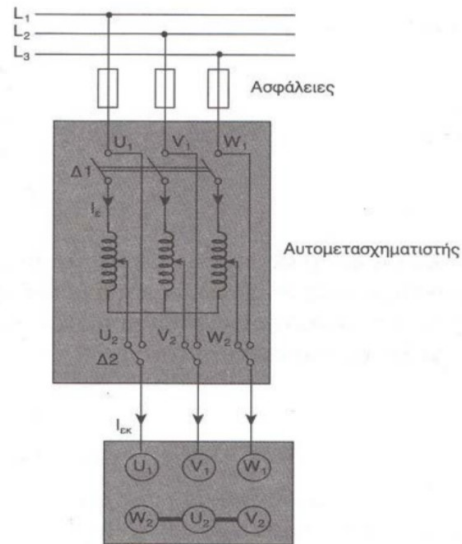 L₁
L₂
L₃
Ασφάλειες
U₁ V₁ W₁
Δ1
Iε
Αυτομετασχηματιστής
U₂ V₂ W₂
Δ2
Iεκ
U₁ V₁ W₁
W₂ U₂ V₂